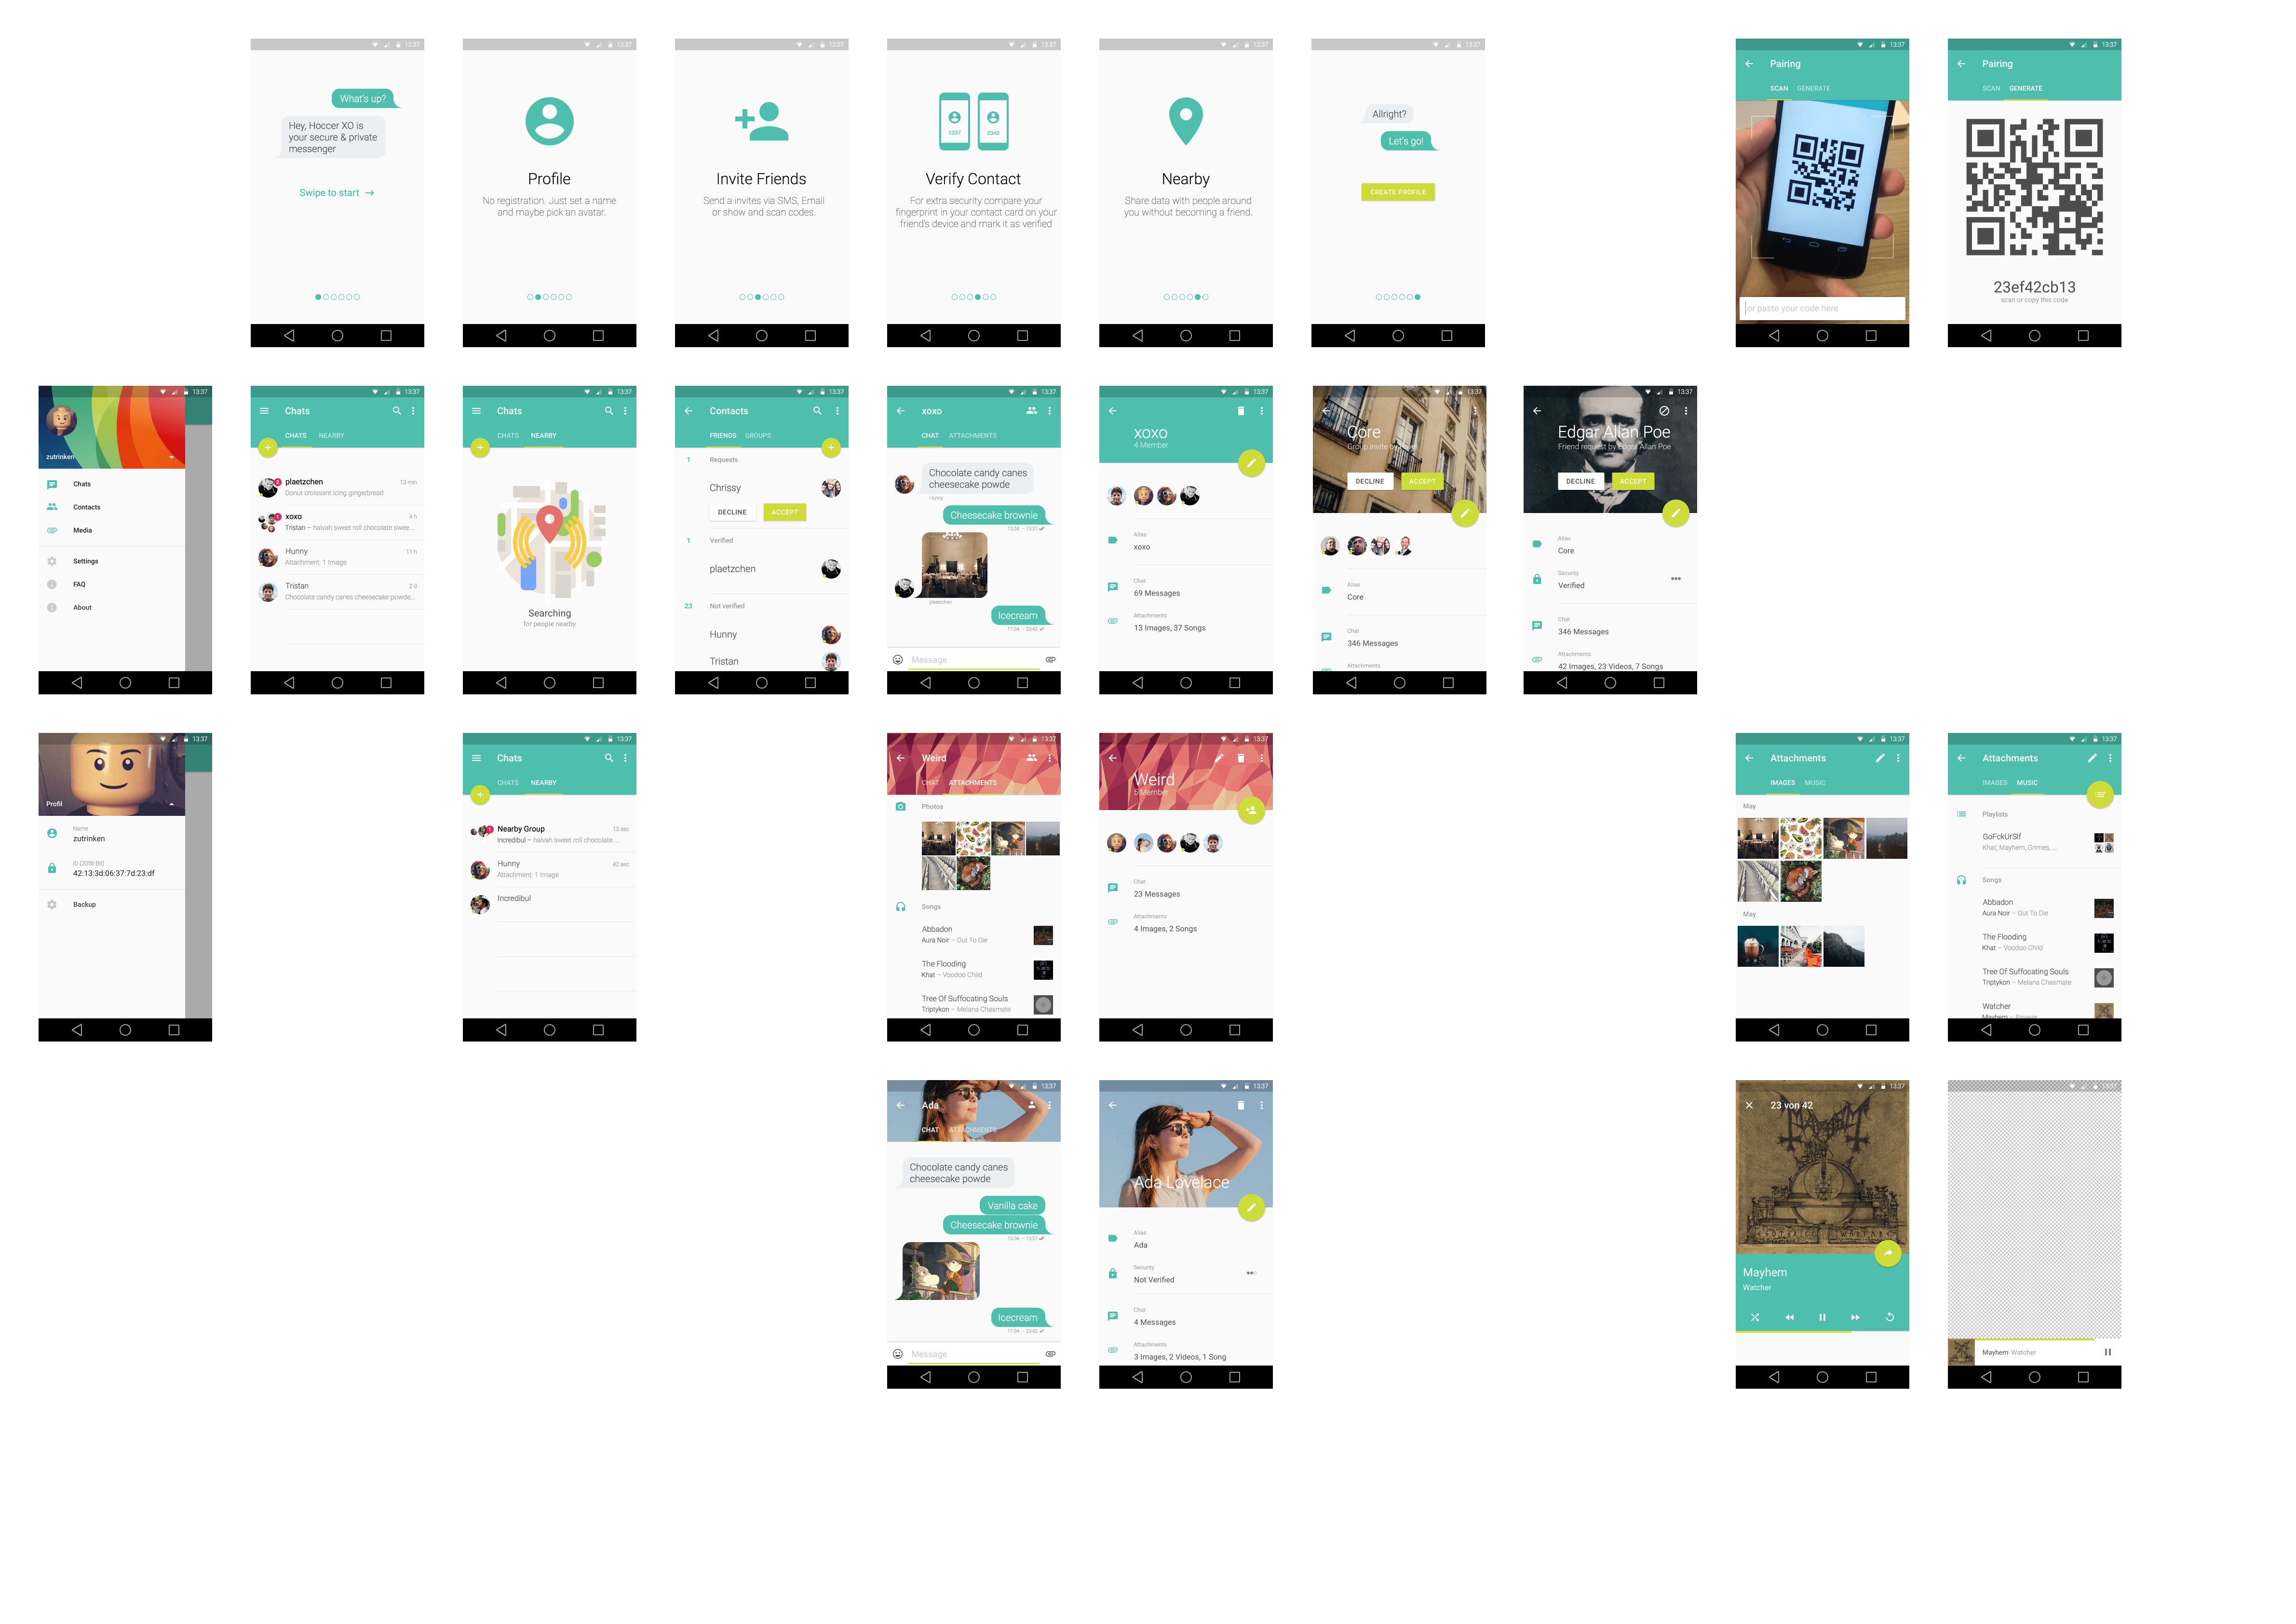 13:37
What's up?
Hey, Hoccer XO is
your secure & private
messenger
Swipe to start →
13:37
Profile
No registration. Just set a name
and maybe pick an avatar.
13:37
Invite Friends
Send a invites via SMS, Email
or show and scan codes.
13:37
1337
2342
Verify Contact
For extra security compare your
fingerprint in your contact card on your
friend's device and mark it as verified
13:37
Nearby
Share data with people around
you without becoming a friend.
13:37
Allright?
Let's go!
CREATE PROFILE
13:37
Pairing
SCAN GENERATE
or paste your code here
13:37
Pairing
SCAN GENERATE
23ef42cb13
scan or copy this code
13:37
zutrinken
Chats
Contacts
Media
Settings
FAQ
About
13:37
Chats
CHATS NEARBY
2
plaetzchen 13 min
Donut croissant icing gingerbread
1
xoxo 4 h
Tristan – halvah sweet roll chocolate swee...
Hunny 11 h
Attachment: 1 Image
Tristan 2 d
Chocolate candy canes cheesecake powde...
13:37
Chats
CHATS NEARBY
Searching
for people nearby
13:37
Contacts
FRIENDS GROUPS
1 Requests
Chrissy
DECLINE ACCEPT
1 Verified
plaetzchen
23 Not verified
Hunny
Tristan
13:37
xoxo
CHAT ATTACHMENTS
Chocolate candy canes
cheesecake powde
Hunny
Cheesecake brownie
13.04. – 13:37
plaetzchen
Icecream
17.04. – 23:42
Message
13:37
xoxo
4 Member
Alias
xoxo
Chat
69 Messages
Attachments
13 Images, 37 Songs
13:37
Core
Group invite by
DECLINE ACCEPT
Alias
Core
Chat
346 Messages
Attachments
13:37
Edgar Allan Poe
Friend request by Edgar Allan Poe
DECLINE ACCEPT
Alias
Core
Security
Verified
Chat
346 Messages
Attachments
42 Images, 23 Videos, 7 Songs
13:37
Profil
Name
zutrinken
ID (2056 Bit)
42:13:3d:06:37:7d:23:df
Backup
13:37
Chats
CHATS NEARBY
1
Nearby Group 13 sec
Incredibul – halvah sweet roll chocolate ...
Hunny 42 sec
Attachment: 1 Image
Incredibul
13:37
Weird
CHAT ATTACHMENTS
Photos
Songs
Abbadon
Aura Noir – Out To Die
The Flooding
Khat – Voodoo Child
Tree Of Suffocating Souls
Triptykon – Melana Chasmate
13:37
Weird
5 Member
Chat
23 Messages
Attachments
4 Images, 2 Songs
13:37
Attachments
IMAGES MUSIC
May
May
13:37
Attachments
IMAGES MUSIC
Playlists
GoFckUrSlf
Khat, Mayhem, Grimes, ...
Songs
Abbadon
Aura Noir – Out To Die
The Flooding
Khat – Voodoo Child
Tree Of Suffocating Souls
Triptykon – Melana Chasmate
Watcher
Mayhem –
13:37
Ada
CHAT ATTACHMENTS
Chocolate candy canes
cheesecake powde
Vanilla cake
Cheesecake brownie
13.04. – 13:37
Icecream
17.04. – 23:42
Message
13:37
Ada Lovelace
Alias
Ada
Security
Not Verified
Chat
4 Messages
Attachments
3 Images, 2 Videos, 1 Song
13:37
23 von 42
Mayhem
Watcher
13:37
Mayhem Watcher